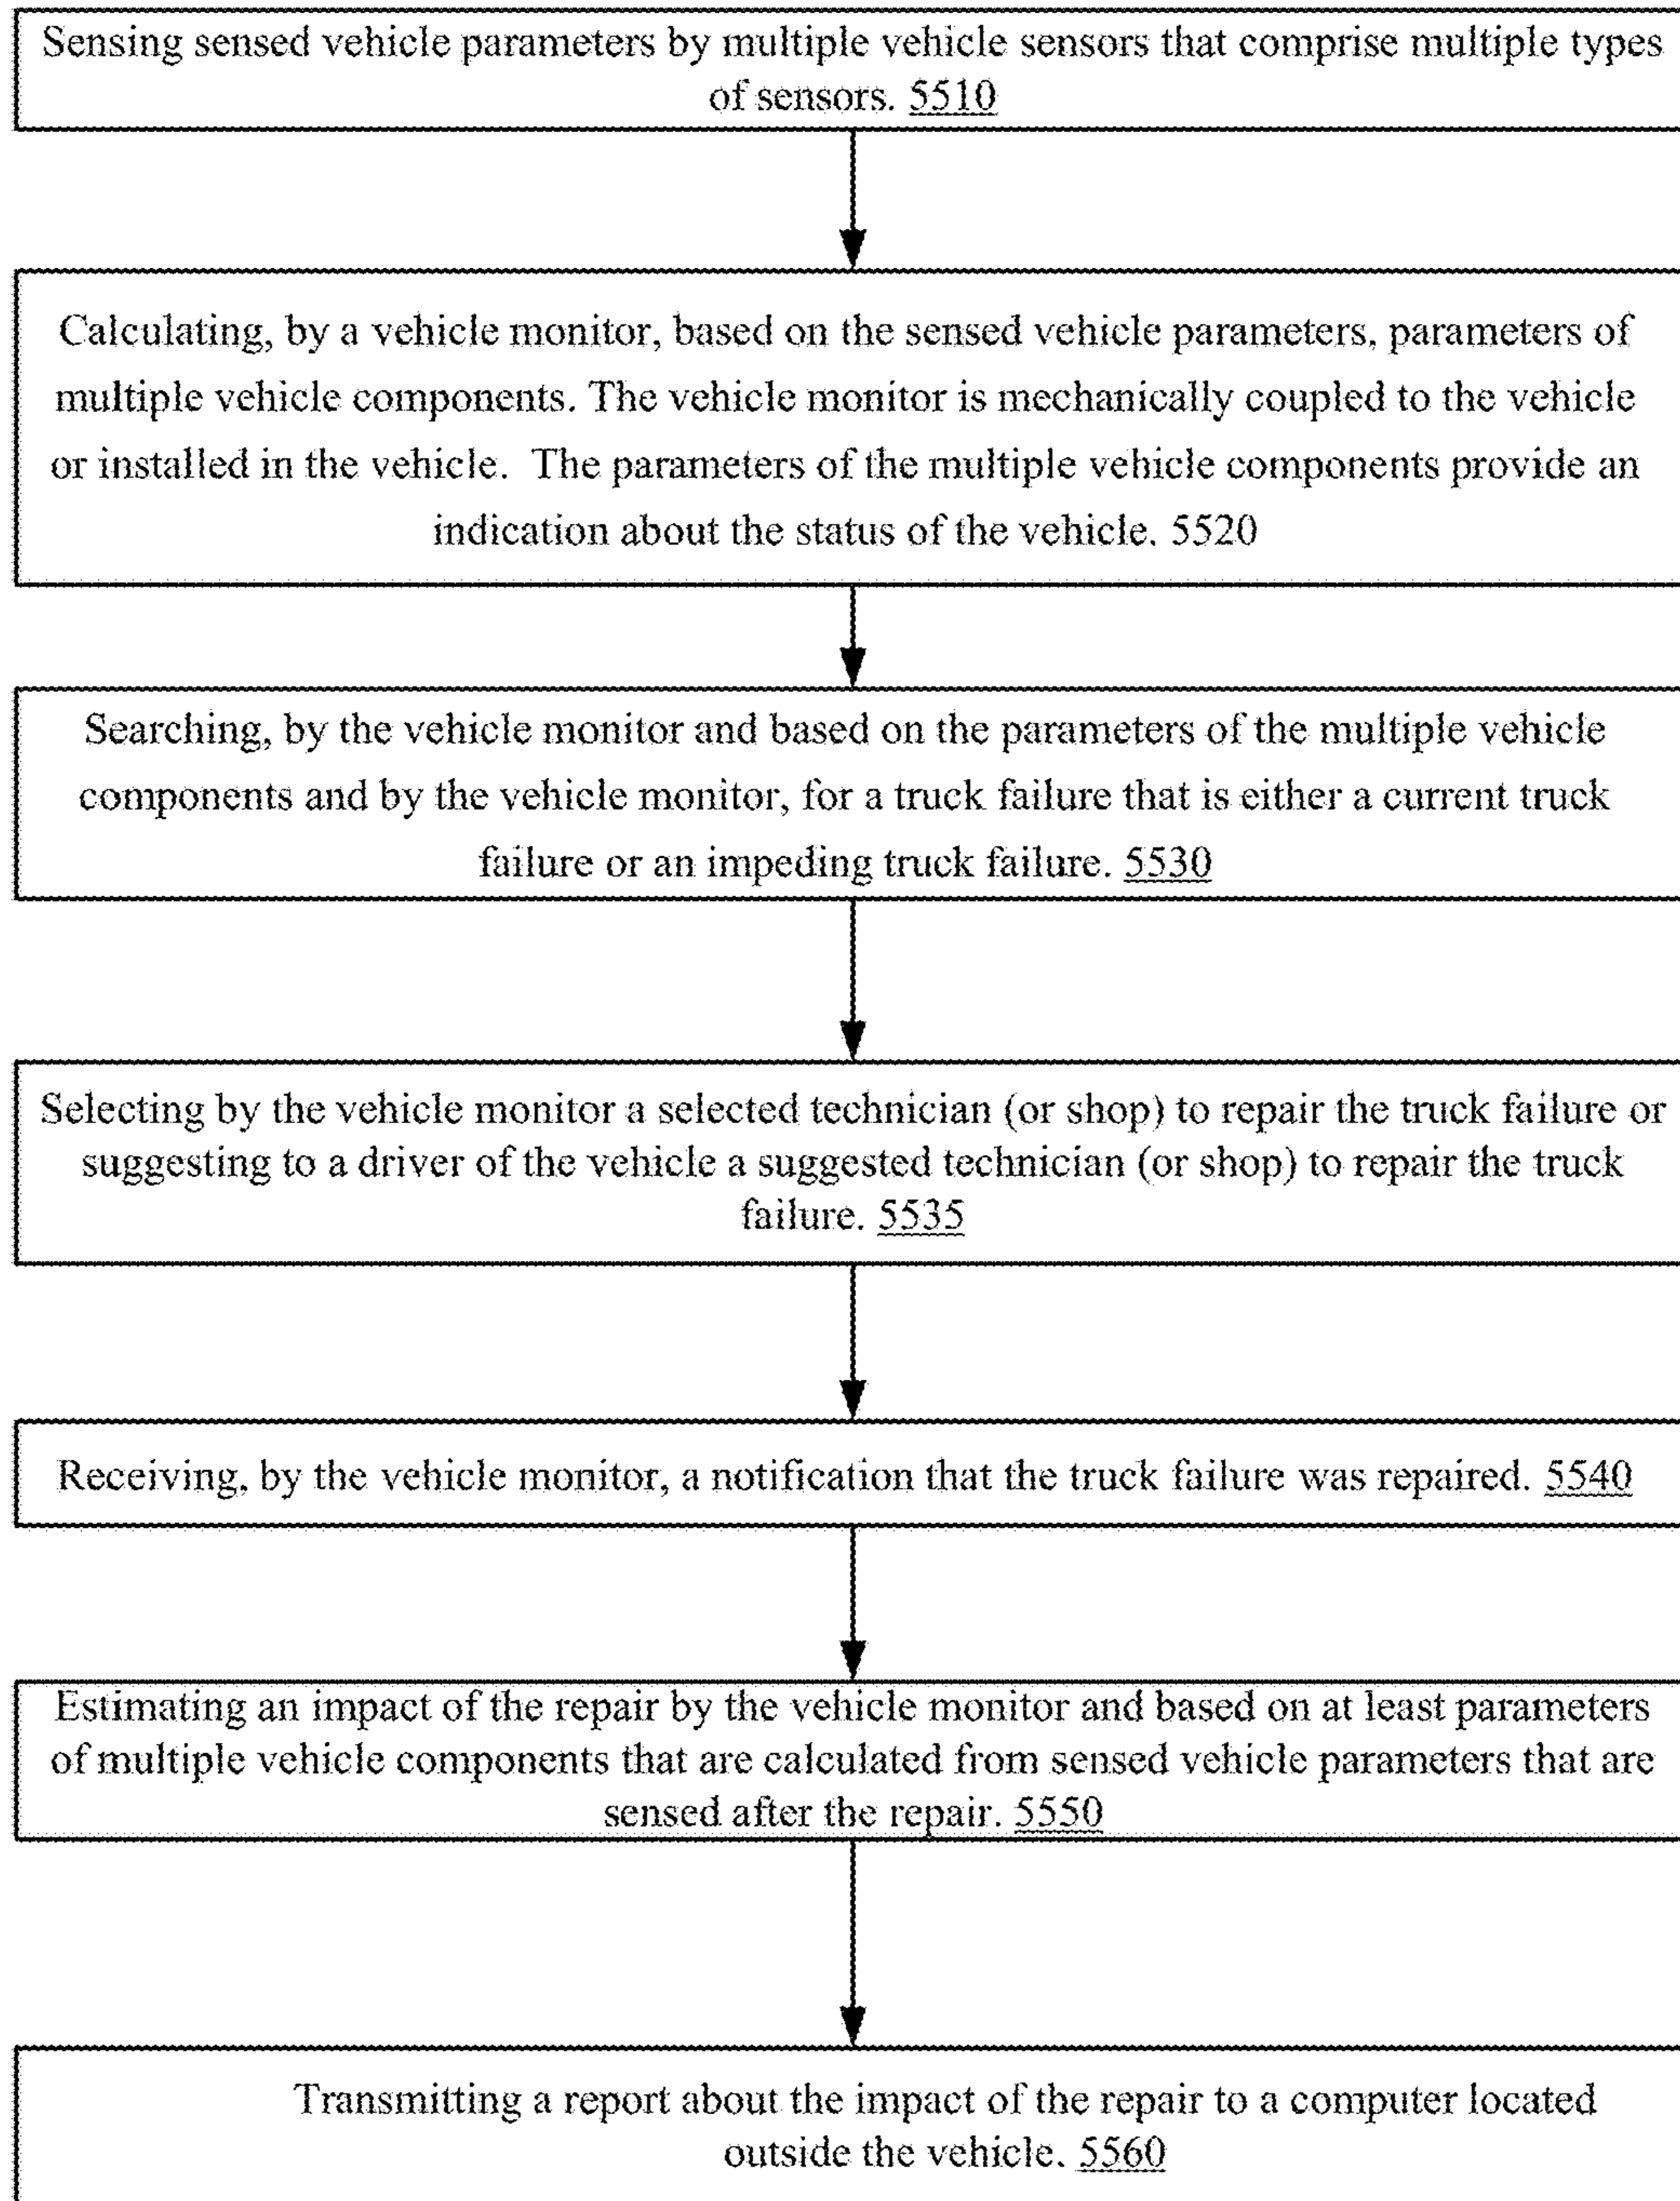 Sensing sensed vehicle parameters by multiple vehicle sensors that comprise multiple types
of sensors. 5510
Calculating, by a vehicle monitor, based on the sensed vehicle parameters, parameters of
multiple vehicle components. The vehicle monitor is mechanically coupled to the vehicle
or installed in the vehicle. The parameters of the multiple vehicle components provide an
indication about the status of the vehicle. 5520
Searching, by the vehicle monitor and based on the parameters of the multiple vehicle
components and by the vehicle monitor, for a truck failure that is either a current truck
failure or an impeding truck failure. 5530
Selecting by the vehicle monitor a selected technician (or shop) to repair the truck failure or
suggesting to a driver of the vehicle a suggested technician (or shop) to repair the truck
failure. 5535
Receiving, by the vehicle monitor, a notification that the truck failure was repaired. 5540
Estimating an impact of the repair by the vehicle monitor and based on at least parameters
of multiple vehicle components that are calculated from sensed vehicle parameters that are
sensed after the repair. 5550
Transmitting a report about the impact of the repair to a computer located
outside the vehicle. 5560